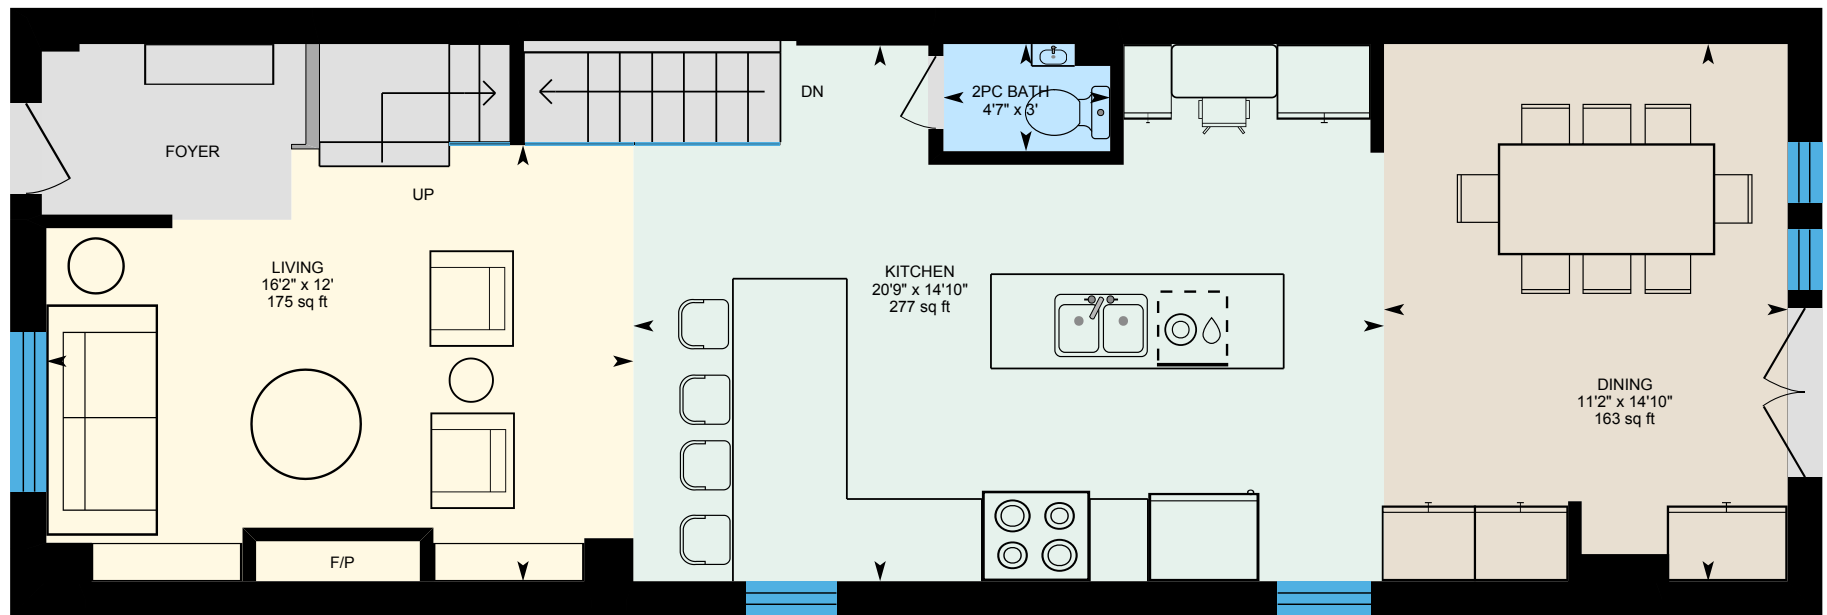 FOYER
UP
DN
2PC BATH
4'7" x 3'
LIVING
16'2" x 12'
175 sq ft
KITCHEN
20'9" x 14'10"
277 sq ft
DINING
11'2" x 14'10"
163 sq ft
F/P